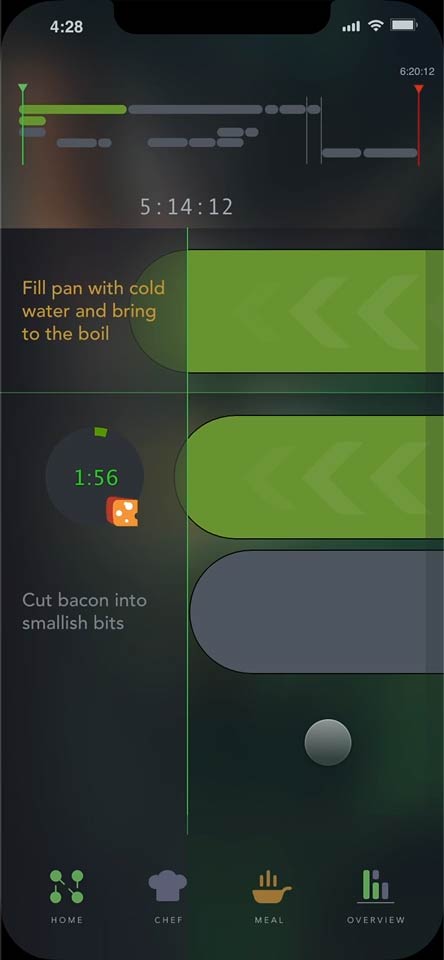 4:28
6:20:12
5:14:12
Fill pan with cold
water and bring
to the boil
1:56
Cut bacon into
smallish bits
HOME
CHEF
MEAL
OVERVIEW